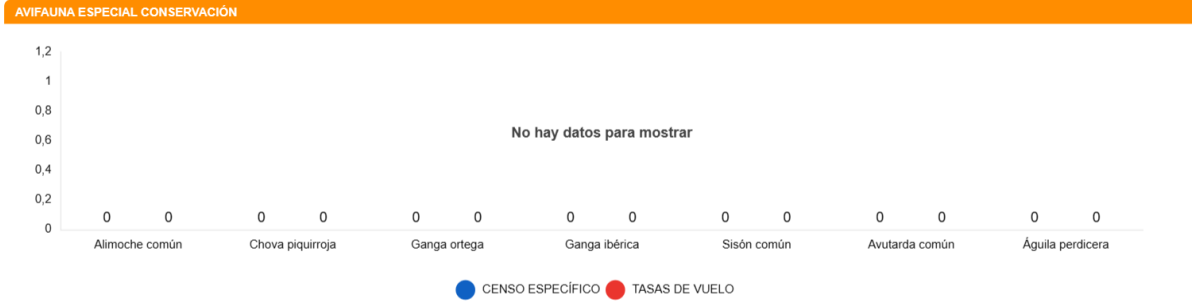 AVIFAUNA ESPECIAL CONSERVACIÓN
1,2
1
0,8
0,6
0,4
0,2
0
No hay datos para mostrar
0 0 0 0 0 0 0 0 0 0 0 0 0 0
Alimoche común Chova piquirroja Ganga ortega Ganga ibérica Sisón común Avutarda común Águila perdicera
CENSO ESPECÍFICO TASAS DE VUELO